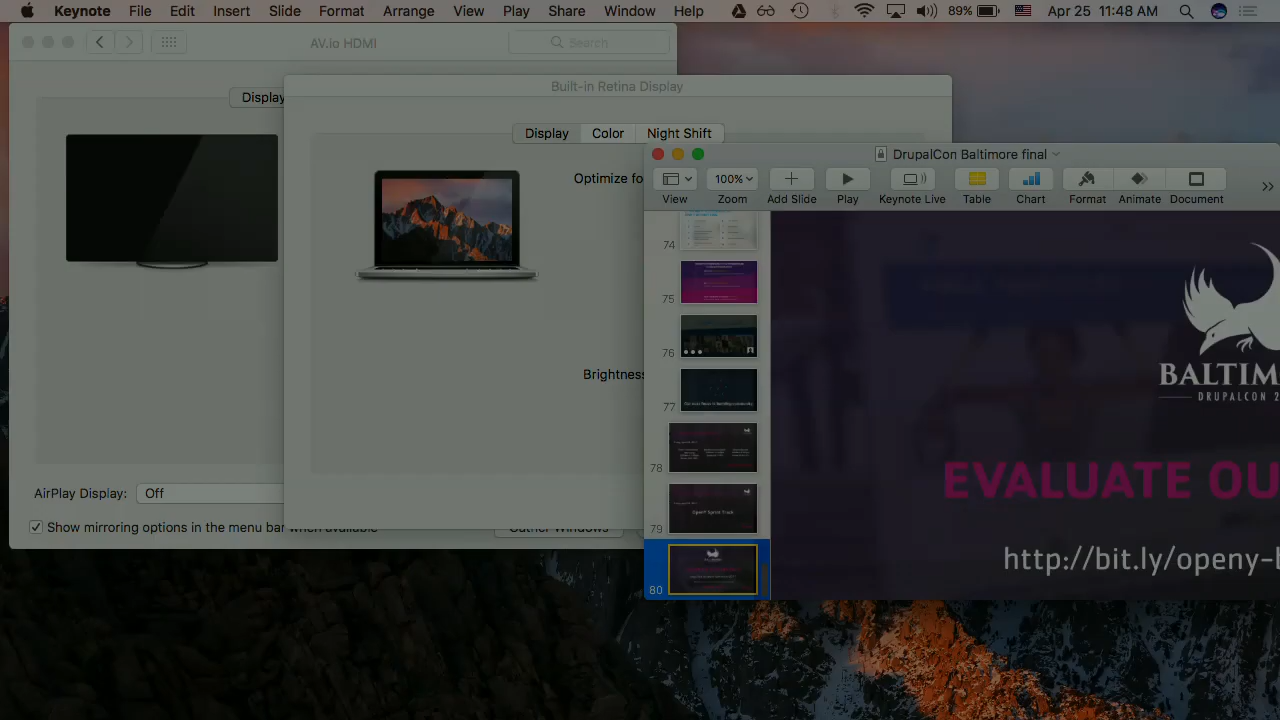 Keynote File Edit Insert Slide Format Arrange View Play Share Window Help 89% Apr 25 11:48 AM
AV.io HDMI
Search
Display
Built-in Retina Display
Display Color Night Shift
Optimize fo
Brightness
AirPlay Display: Off
Show mirroring options in the menu bar when available
Gather Windows
DrupalCon Baltimore final
100%
View Zoom Add Slide Play Keynote Live Table Chart Format Animate Document
74
75
76
77
78
79
OpenY Sprint Track
80
BALTIM
DRUPALCON 2
EVALUATE OU
http://bit.ly/openy-b